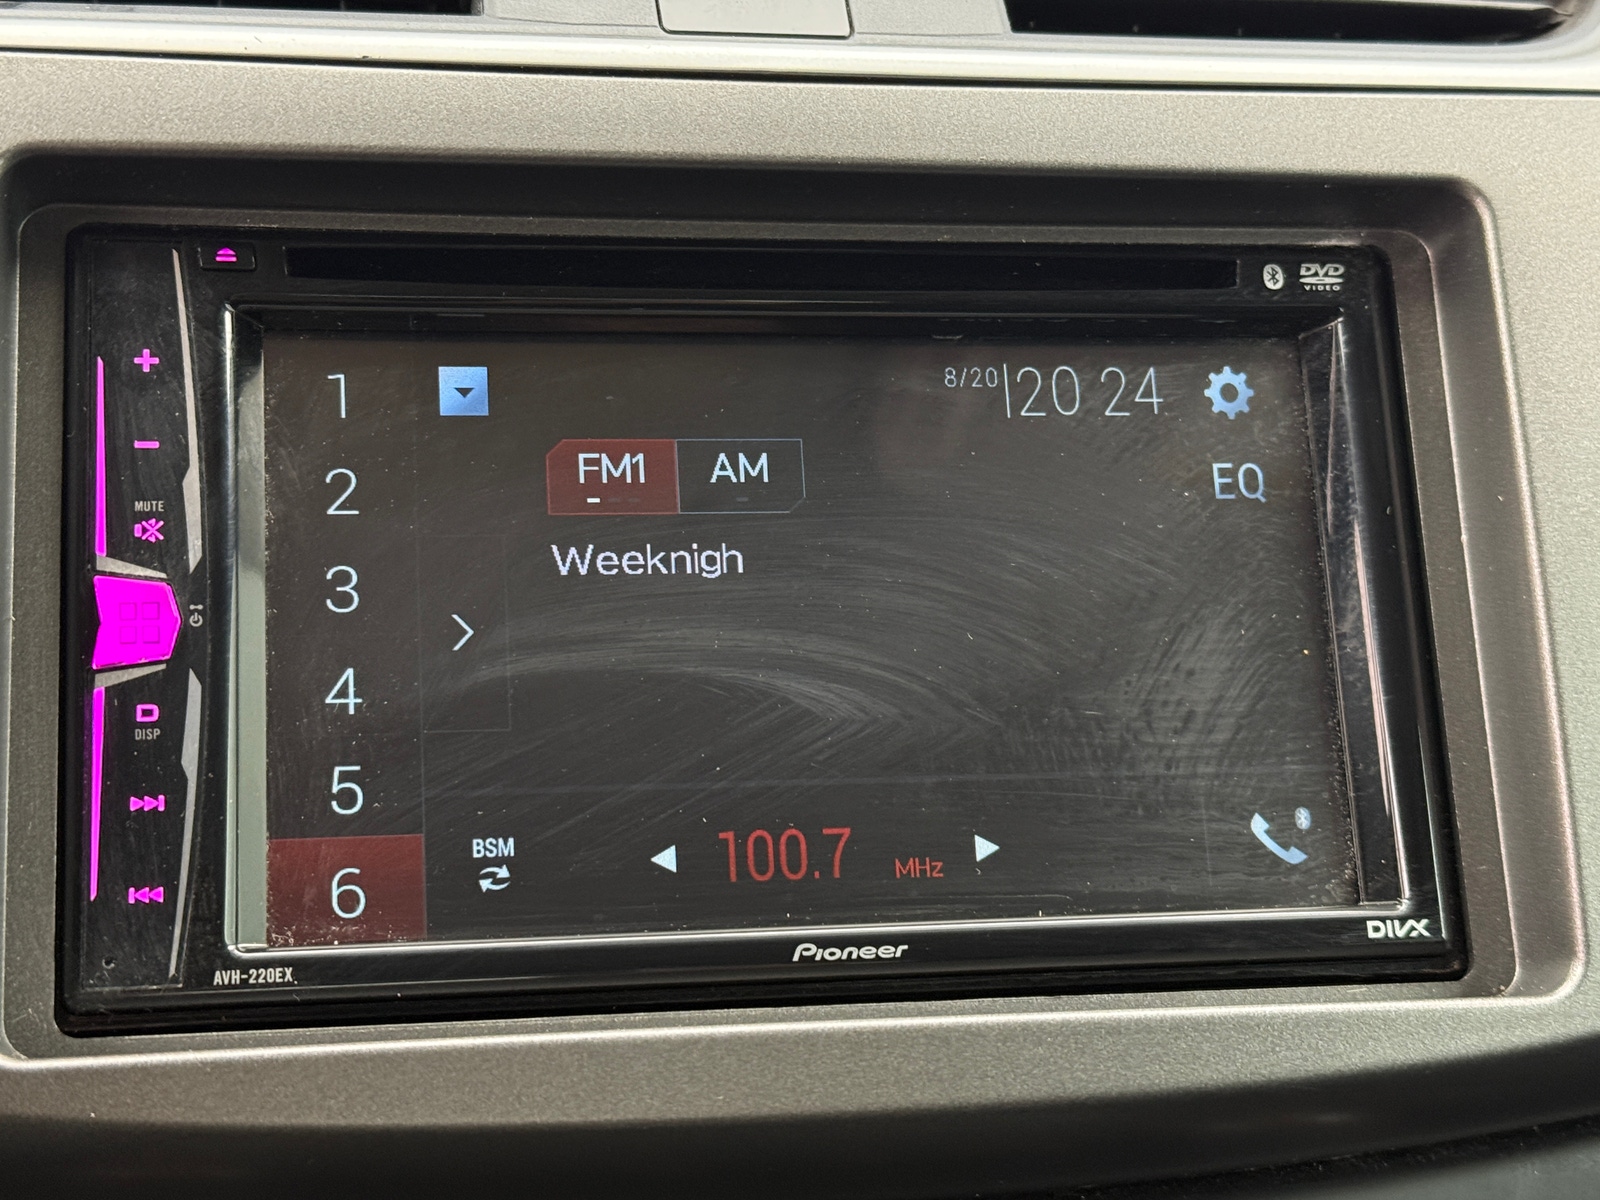 DVD
VIDEO
1
8/20 20 24
FM1 AM
2
EQ
MUTE
Weeknigh
3
4
D
DISP
5
BSM
100.7 MHz
6
DIVX
Pioneer
AVH-220EX